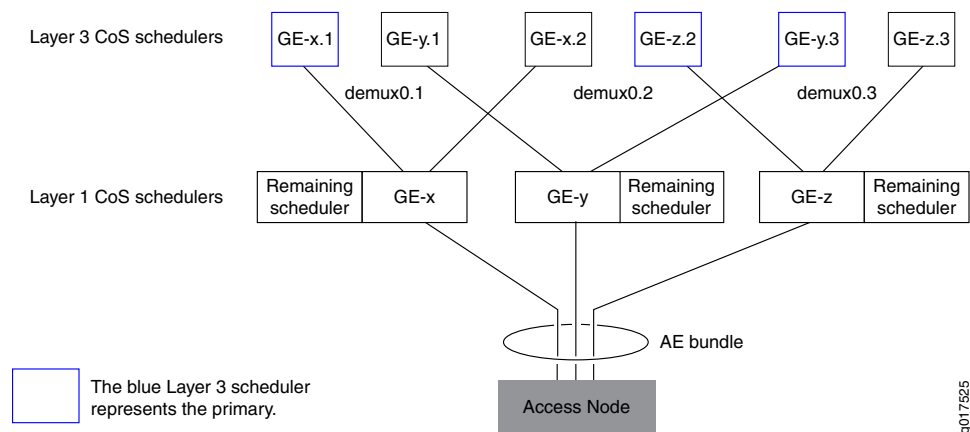 Layer 3 CoS schedulers
GE-x.1
GE-y.1
GE-x.2
GE-z.2
GE-y.3
GE-z.3
demux0.1
demux0.2
demux0.3
Layer 1 CoS schedulers
Remaining
scheduler
GE-x
GE-y
Remaining
scheduler
GE-z
Remaining
scheduler
AE bundle
The blue Layer 3 scheduler
represents the primary.
Access Node
g017525